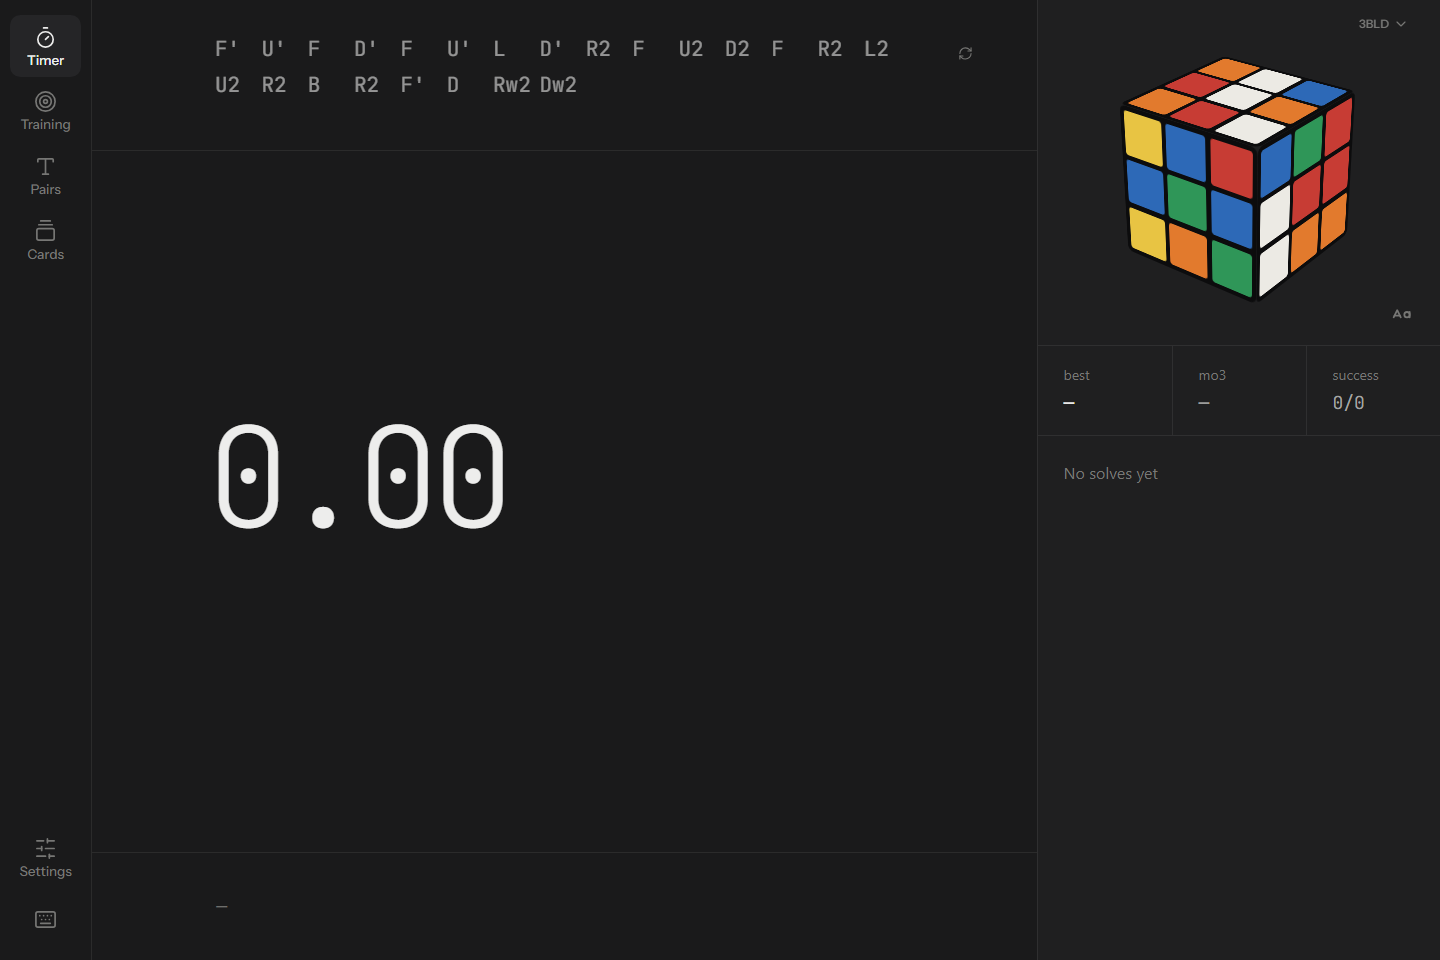 Timer
Training
Pairs
Cards
Settings
F' U' F D' F U' L D' R2 F U2 D2 F R2 L2
U2 R2 B R2 F' D Rw2 Dw2
0.00
—
3BLD
Aa
best
—
mo3
—
success
0/0
No solves yet